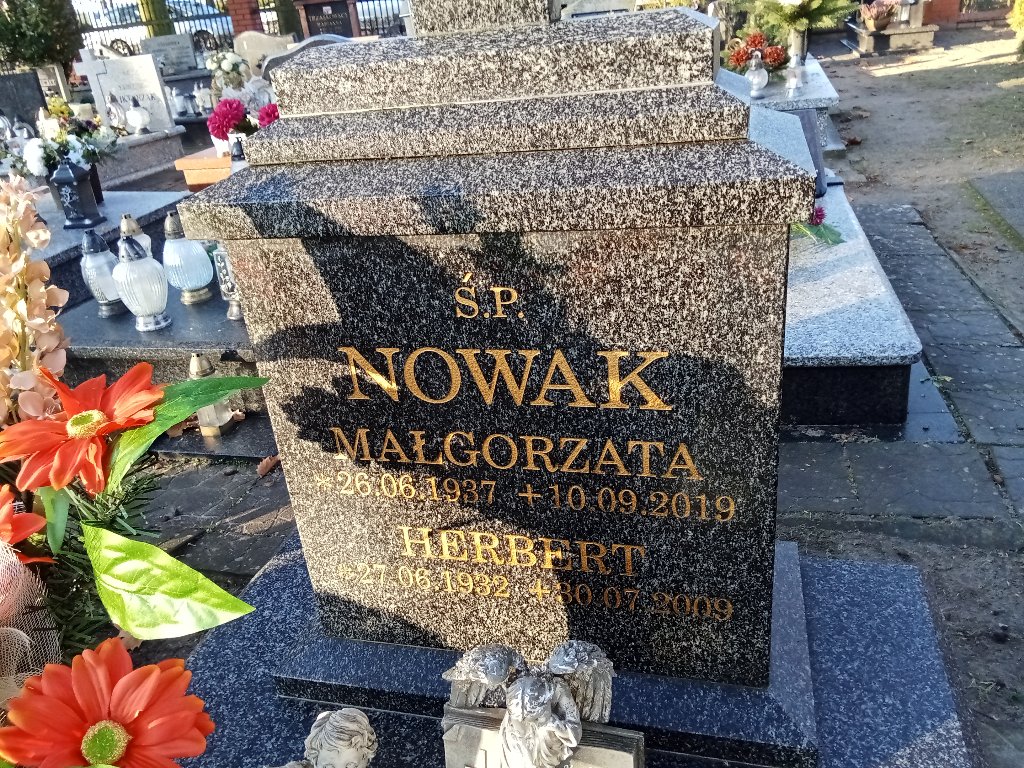 Ś.P.
NOWAK
MAŁGORZATA
*26.06.1937 +10.09.2019
HERBERT
*27.06.1932 +30.07.2009